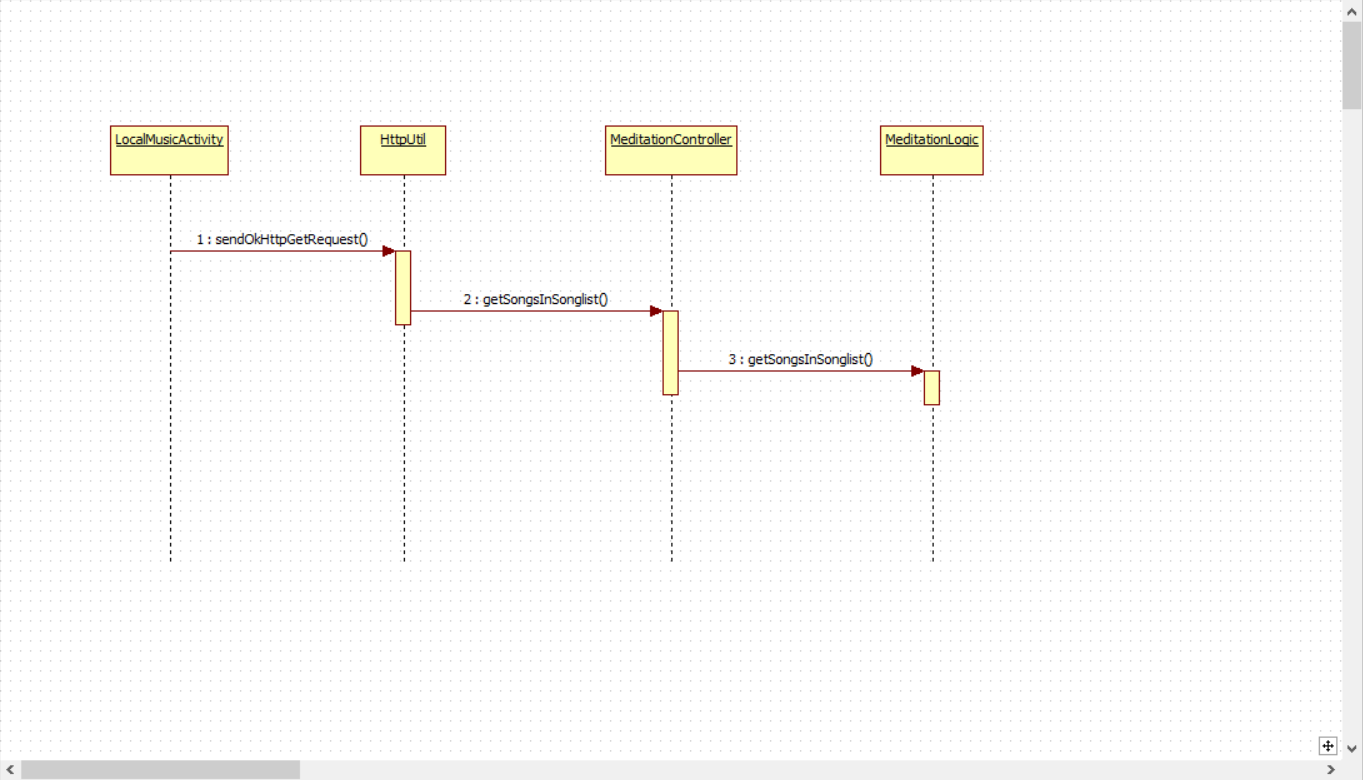 LocalMusicActivity
HttpUtil
MeditationController
MeditationLogic
1 : sendOkHttpGetRequest()
2 : getSongsInSonglist()
3 : getSongsInSonglist()